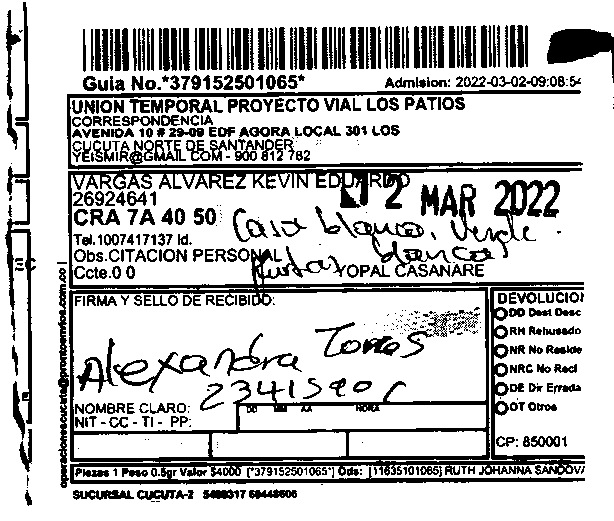 Guia No.*379152501065*
Admision: 2022-03-02-09:08:54
UNION TEMPORAL PROYECTO VIAL LOS PATIOS
CORRESPONDENCIA
AVENIDA 10 # 29-09 EDF AGORA LOCAL 301 LOS
CUCUTA NORTE DE SANTANDER
YEISMIR@GMAIL COM - 900 812 782
VARGAS ALVAREZ KEVIN EDUARDO
26924641
12 MAR 2022
CRA 7A 40 50
Casa blanca, verde
Tel.1007417137 Id.
Obs.CITACION PERSONAL
blancas
Ccte.0 0
YOPAL CASANARE
operacionescucuta@prontoenvios.com.co
FIRMA Y SELLO DE RECIBIDO:
Alexandra Torres
NOMBRE CLARO:
NIT - CC - TI - PP:
DD MM AA HORA
DEVOLUCION
DD Dest Desc
RH Rehusado
NR No Reside
NRC No Recl
DE Dir Errada
OT Otros
CP: 850001
Piezas 1 Peso 0.5gr Valor $4000 [*379152501065*] Ods: [11635101065] RUTH JOHANNA SANDOVA
SUCURSAL CUCUTA-2